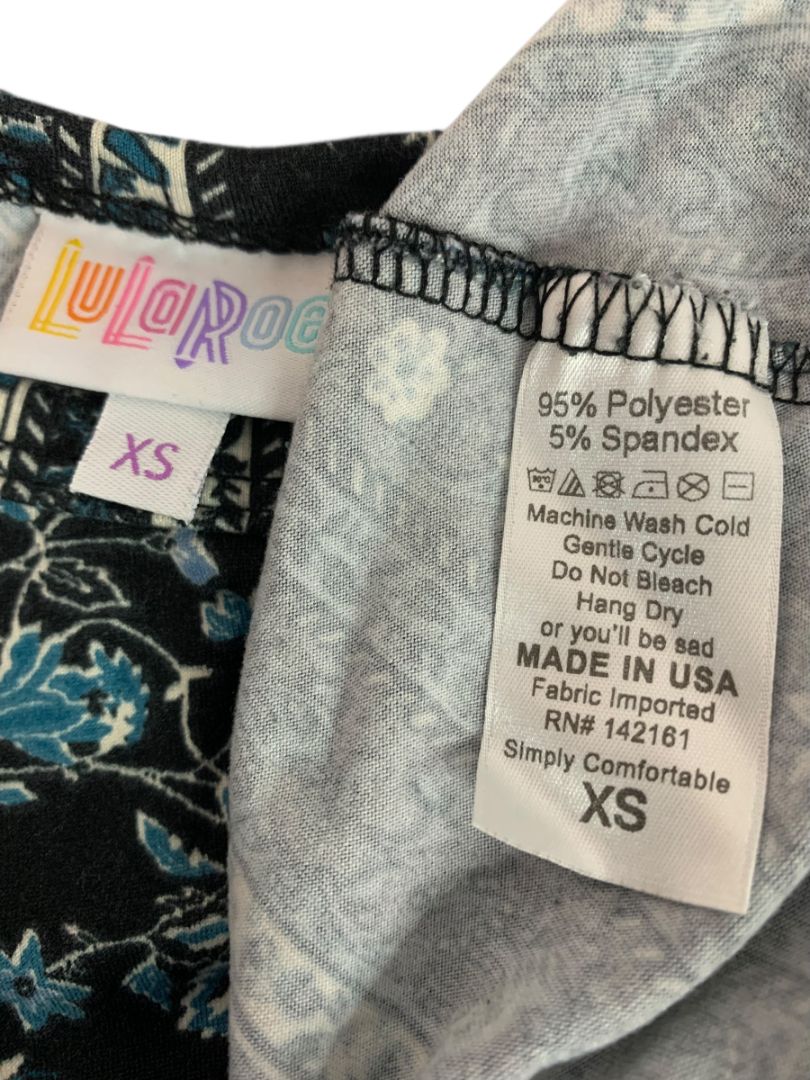 LuLaRoe
XS
95% Polyester
5% Spandex
30°C
Machine Wash Cold
Gentle Cycle
Do Not Bleach
Hang Dry
or you'll be sad
MADE IN USA
Fabric Imported
RN# 142161
Simply Comfortable
XS